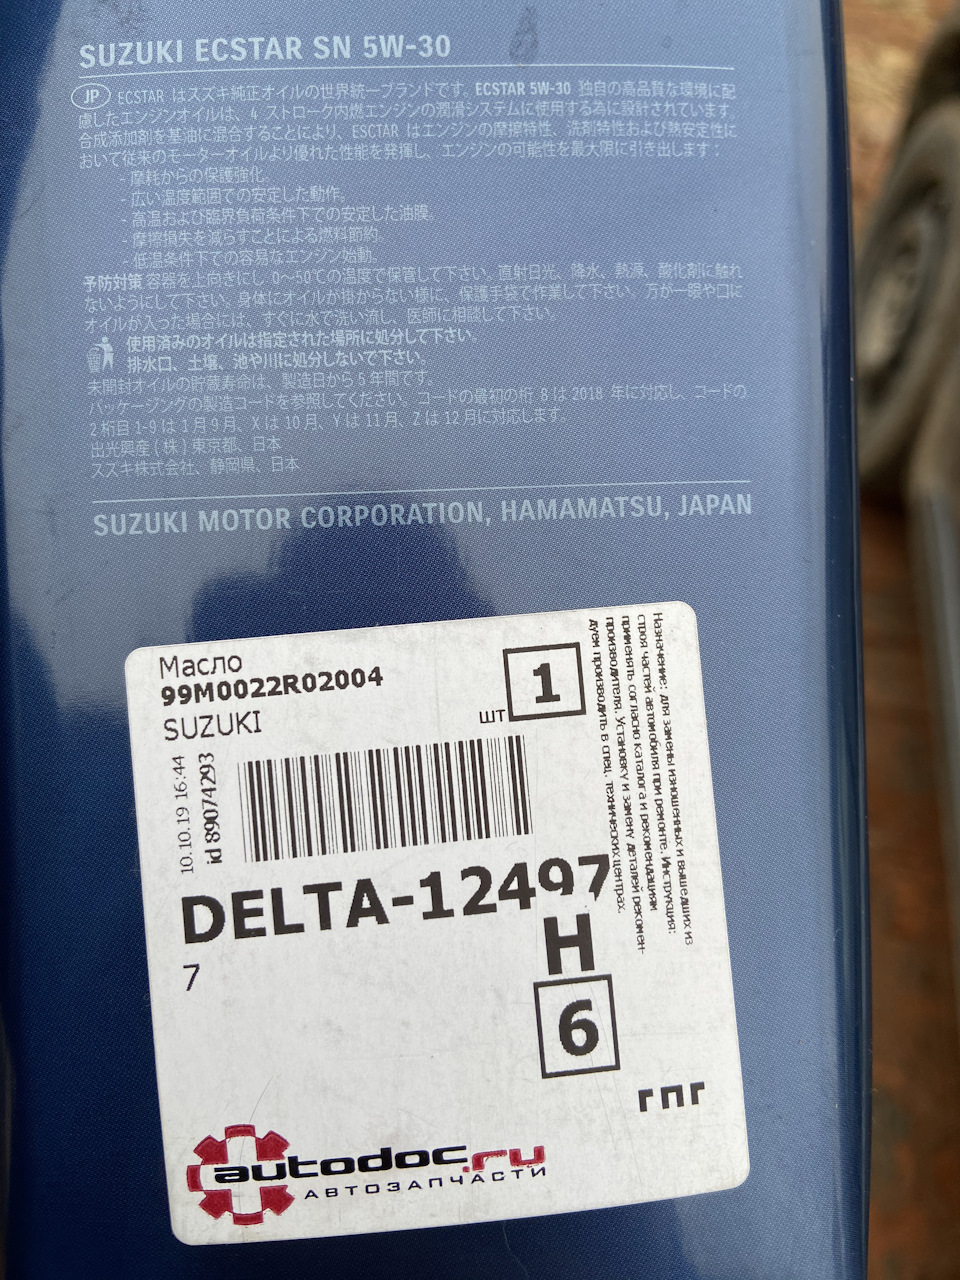 SUZUKI ECSTAR SN 5W-30
JP ECSTAR はスズキ純正オイルの世界統一ブランドです。ECSTAR 5W-30 独自の高品質な環境に配
慮したエンジンオイルは、4 ストローク内燃エンジンの潤滑システムに使用する為に設計されています。
合成添加剤を基油に混合することにより、ESCTAR はエンジンの摩擦特性、洗剤特性および熱安定性に
おいて従来のモーターオイルより優れた性能を発揮し、エンジンの可能性を最大限に引き出します：
- 摩耗からの保護強化。
- 広い温度範囲での安定した動作。
- 高温および臨界負荷条件下での安定した油膜。
- 摩擦損失を減らすことによる燃料節約。
- 低温条件下での容易なエンジン始動。
予防対策 容器を上向きにし 0～50℃の温度で保管して下さい。直射日光、降水、熱源、酸化剤に触れ
ないようにして下さい。身体にオイルが掛からない様に、保護手袋で作業して下さい。万が一眼や口に
オイルが入った場合には、すぐに水で洗い流し、医師に相談して下さい。
使用済みのオイルは指定された場所に処分して下さい。
排水口、土壌、池や川に処分しないで下さい。
未開封オイルの貯蔵寿命は、製造日から 5 年間です。
パッケージングの製造コードを参照してください、コードの最初の桁 8 は 2018 年に対応し、コードの
2 桁目 1-9 は 1 月 9 月、X は 10 月、Y は 11 月、Z は 12 月に対応します。
出光興産 ( 株 ) 東京都、日本
スズキ株式会社、静岡県、日本
SUZUKI MOTOR CORPORATION, HAMAMATSU, JAPAN
Масло
99M0022R02004
SUZUKI
шт 1
10.10.19 16:44
id 89074293
DELTA-12497
7
H
6
гпг
Назначение: для замены изношенных и вышедших из
строя частей автомобиля при ремонте. Инструкция:
применять согласно каталога и рекомендациям
производителя. Установку и замену деталей рекомен-
дуем производить в спец. технических центрах.
autodoc.ru
АВТОЗАПЧАСТИ